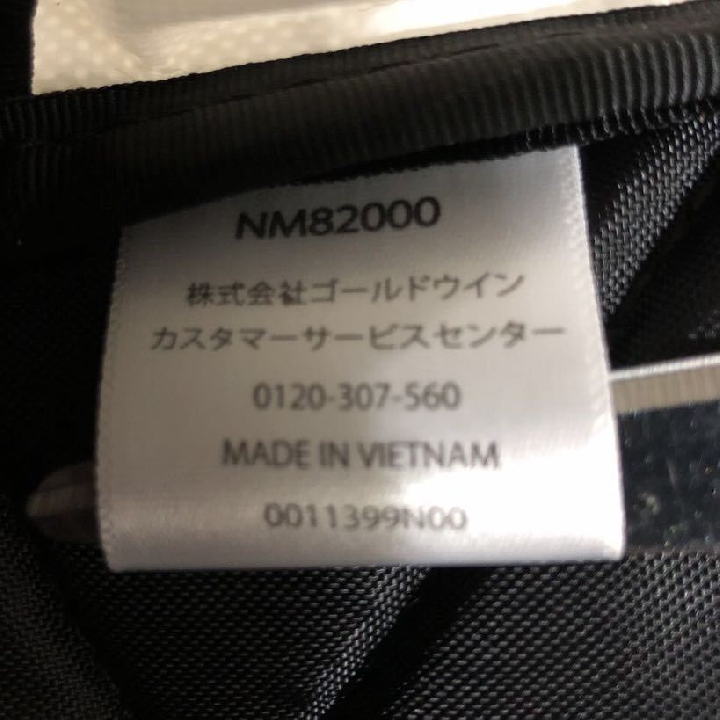 NM82000
株式会社ゴールドウイン
カスタマーサービスセンター
0120-307-560
MADE IN VIETNAM
0011399N00